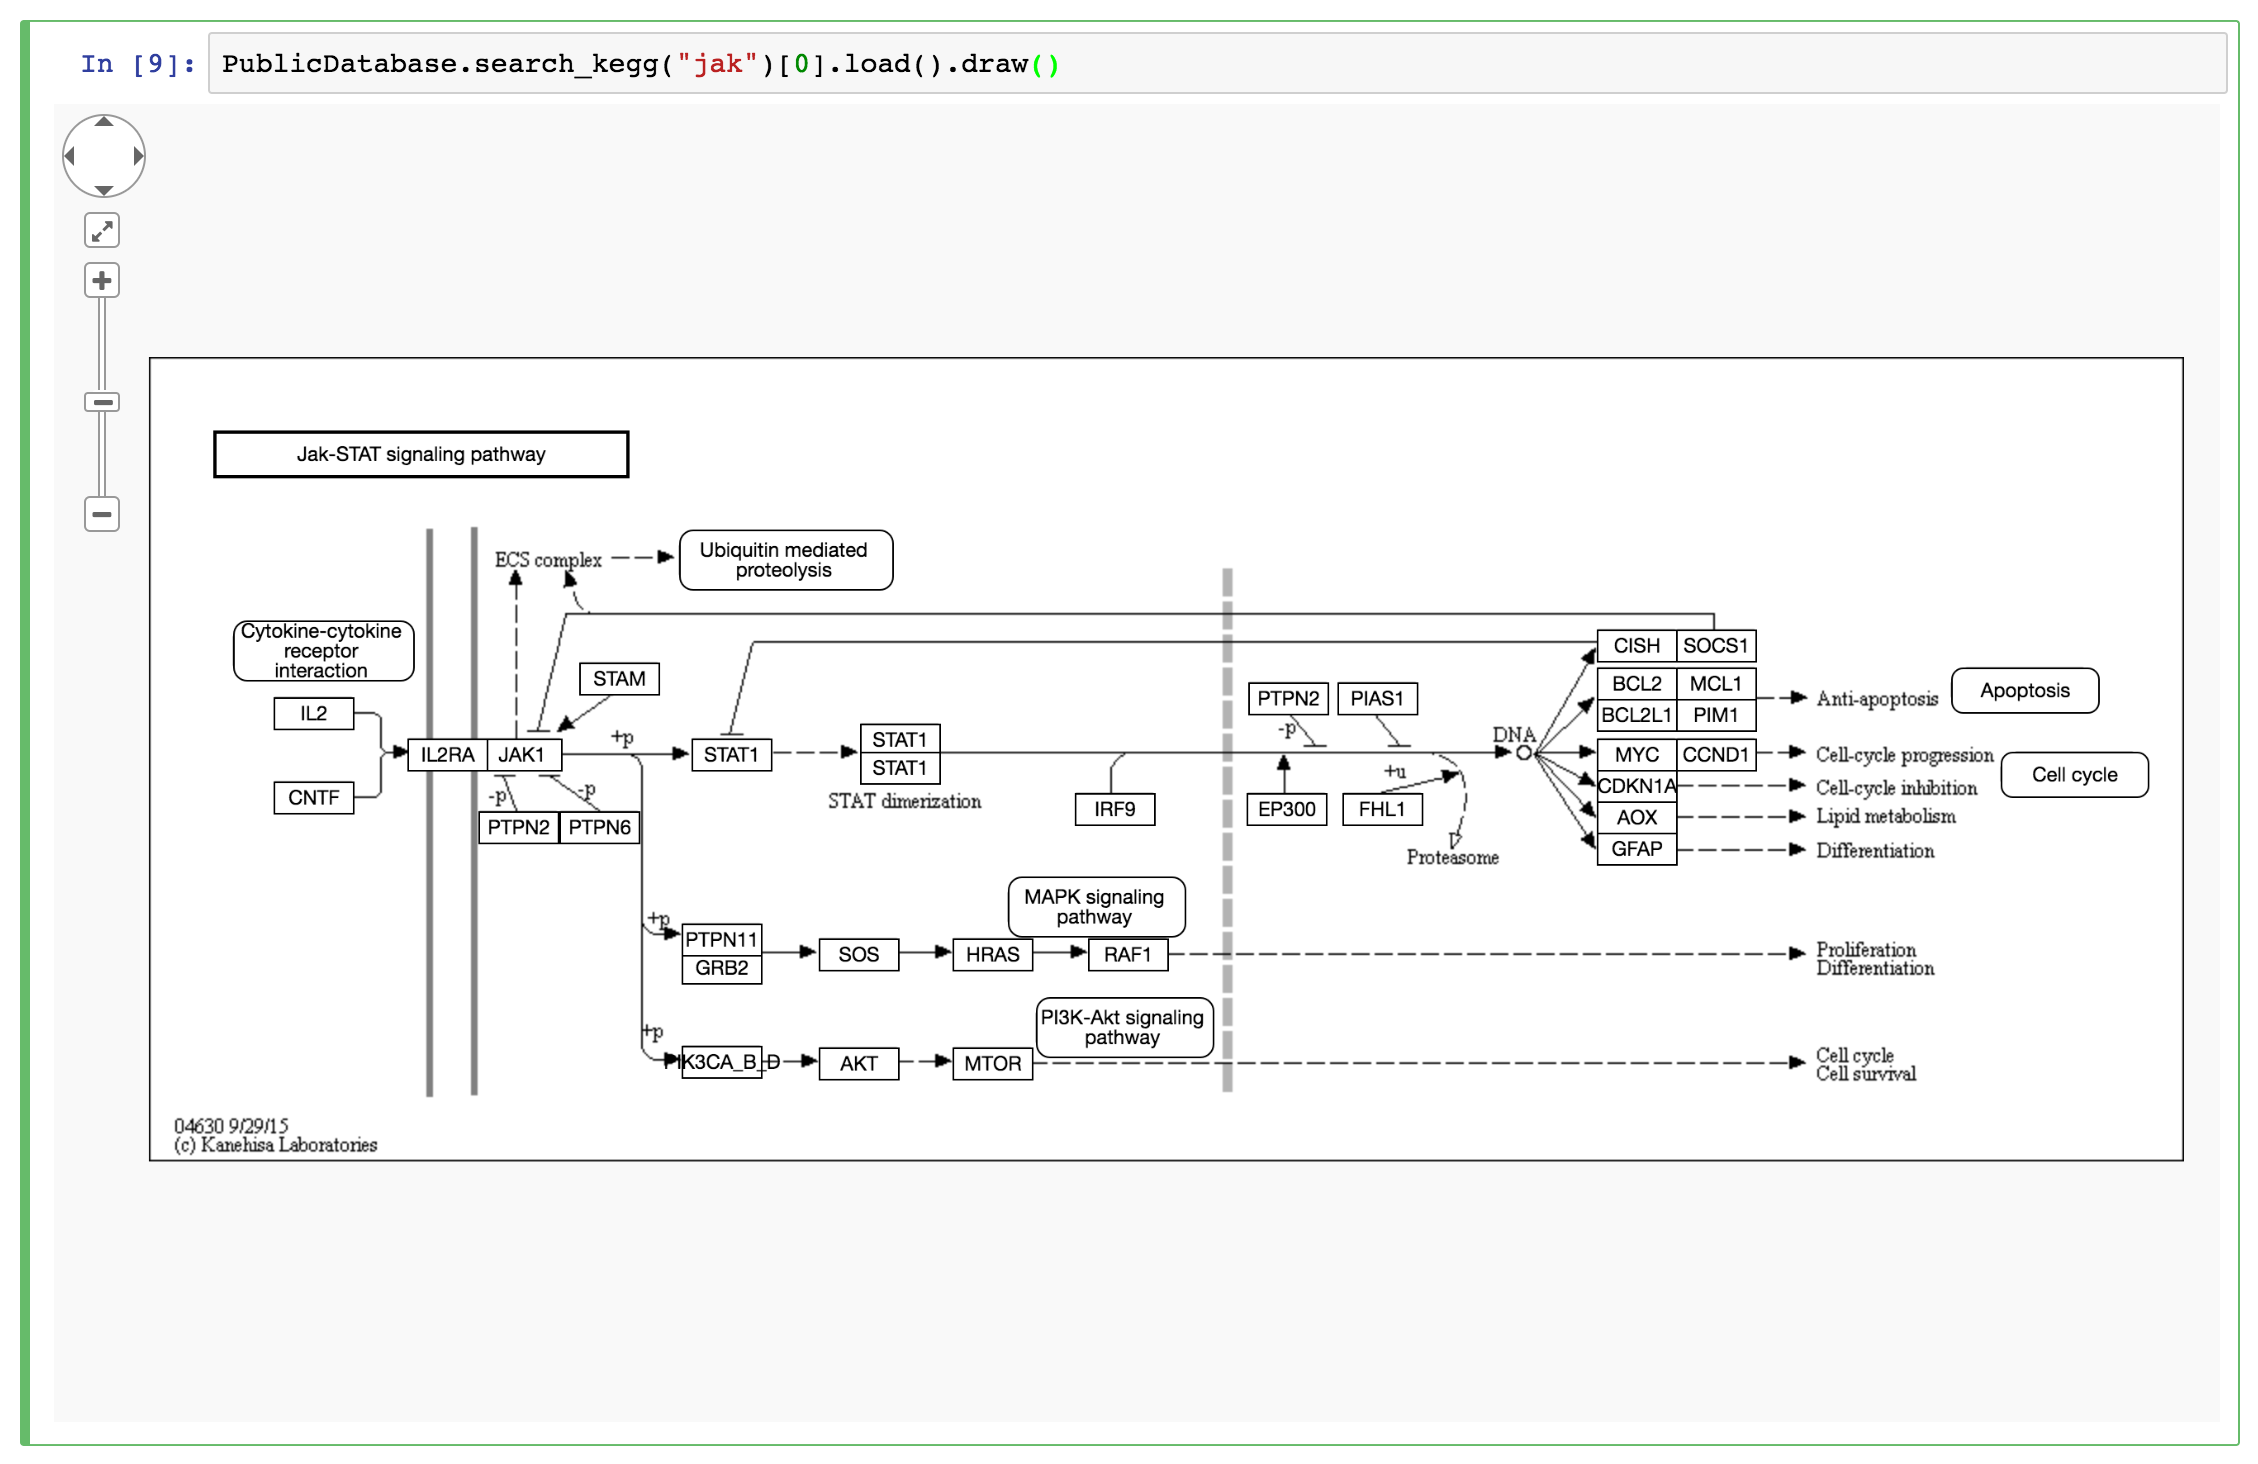 In [9]: PublicDatabase.search_kegg("jak")[0].load().draw()
Jak-STAT signaling pathway
ECS complex
Ubiquitin mediated
proteolysis
Cytokine-cytokine
receptor
interaction
IL2
CNTF
IL2RA
JAK1
STAM
+p
-p
-p
PTPN2
PTPN6
STAT1
STAT1
STAT1
STAT dimerization
IRF9
PTPN2
PIAS1
-p
EP300
+u
FHL1
Proteasome
DNA
CISH
SOCS1
BCL2
MCL1
BCL2L1
PIM1
MYC
CCND1
CDKN1A
AOX
GFAP
Anti-apoptosis
Apoptosis
Cell-cycle progression
Cell cycle
Cell-cycle inhibition
Lipid metabolism
Differentiation
MAPK signaling
pathway
+p
PTPN11
GRB2
SOS
HRAS
RAF1
Proliferation
Differentiation
PI3K-Akt signaling
pathway
+p
PIK3CA_B_D
AKT
MTOR
Cell cycle
Cell survival
04630 9/29/15
(c) Kanehisa Laboratories